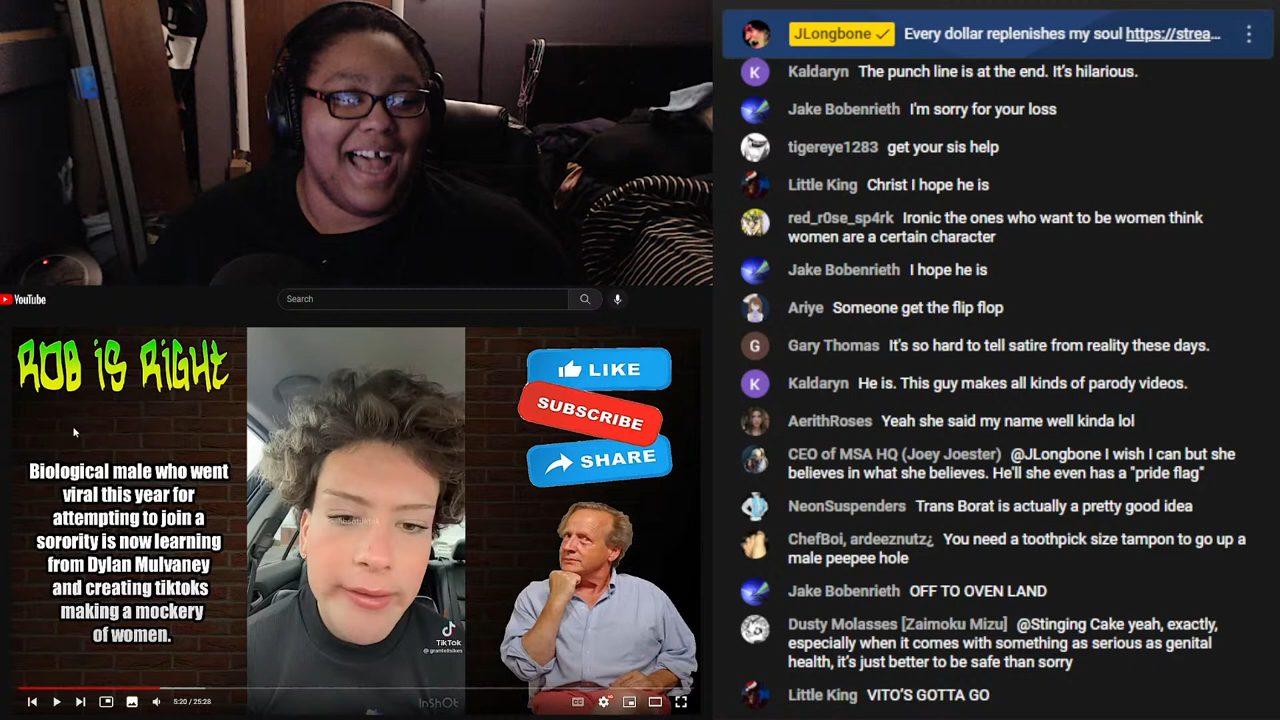 YouTube
Search
ROB iS RiGHT
Biological male who went
viral this year for
attempting to join a
sorority is now learning
from Dylan Mulvaney
and creating tiktoks
making a mockery
of women.
LIKE
SUBSCRIBE
SHARE
TikTok
5:20 / 25:28
InShOt
JLongbone Every dollar replenishes my soul https://strea...
Kaldaryn The punch line is at the end. It's hilarious.
Jake Bobenrieth I'm sorry for your loss
tigereye1283 get your sis help
Little King Christ I hope he is
red_r0se_sp4rk Ironic the ones who want to be women think
women are a certain character
Jake Bobenrieth I hope he is
Ariye Someone get the flip flop
G
Gary Thomas It's so hard to tell satire from reality these days.
K
Kaldaryn He is. This guy makes all kinds of parody videos.
AerithRoses Yeah she said my name well kinda lol
CEO of MSA HQ (Joey Joester) @JLongbone I wish I can but she
believes in what she believes. He'll she even has a "pride flag"
NeonSuspenders Trans Borat is actually a pretty good idea
ChefBoi, ardeeznutz¿ You need a toothpick size tampon to go up a
male peepee hole
Jake Bobenrieth OFF TO OVEN LAND
Dusty Molasses [Zaimoku Mizu] @Stinging Cake yeah, exactly,
especially when it comes with something as serious as genital
health, it's just better to be safe than sorry
Little King VITO'S GOTTA GO